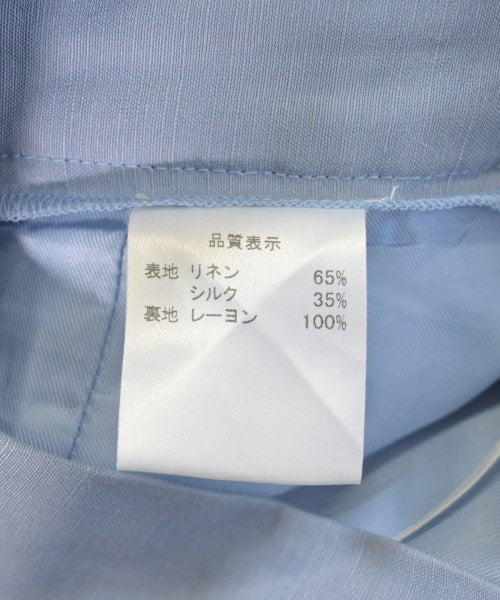 品質表示
表地 リネン 65%
シルク 35%
裏地 レーヨン 100%